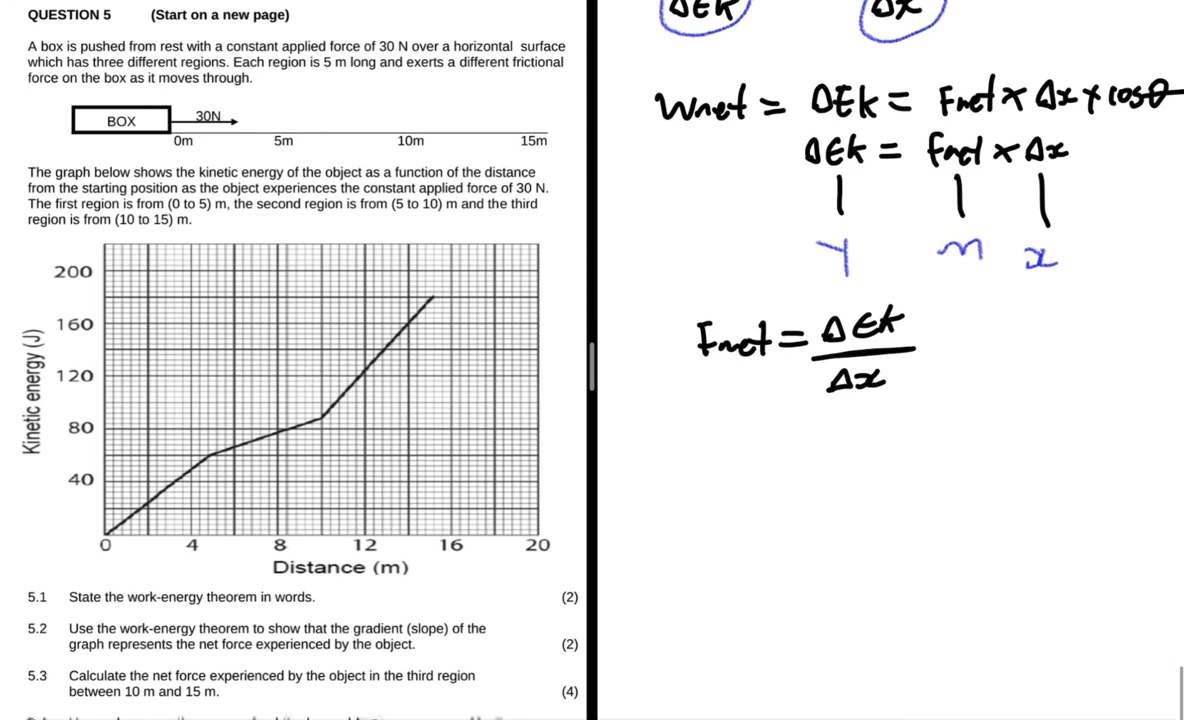 QUESTION 5 (Start on a new page)
A box is pushed from rest with a constant applied force of 30 N over a horizontal surface
which has three different regions. Each region is 5 m long and exerts a different frictional
force on the box as it moves through.
BOX 30N
0m 5m 10m 15m
The graph below shows the kinetic energy of the object as a function of the distance
from the starting position as the object experiences the constant applied force of 30 N.
The first region is from (0 to 5) m, the second region is from (5 to 10) m and the third
region is from (10 to 15) m.
Kinetic energy (J)
200
160
120
80
40
0 4 8 12 16 20
Distance (m)
5.1 State the work-energy theorem in words. (2)
5.2 Use the work-energy theorem to show that the gradient (slope) of the
graph represents the net force experienced by the object. (2)
5.3 Calculate the net force experienced by the object in the third region
between 10 m and 15 m. (4)
ΔEk Δx
Wnet = ΔEk = Fnet × Δx × cosθ
ΔEk = Fnet × Δx
y m x
Fnet = ΔEk
Δx